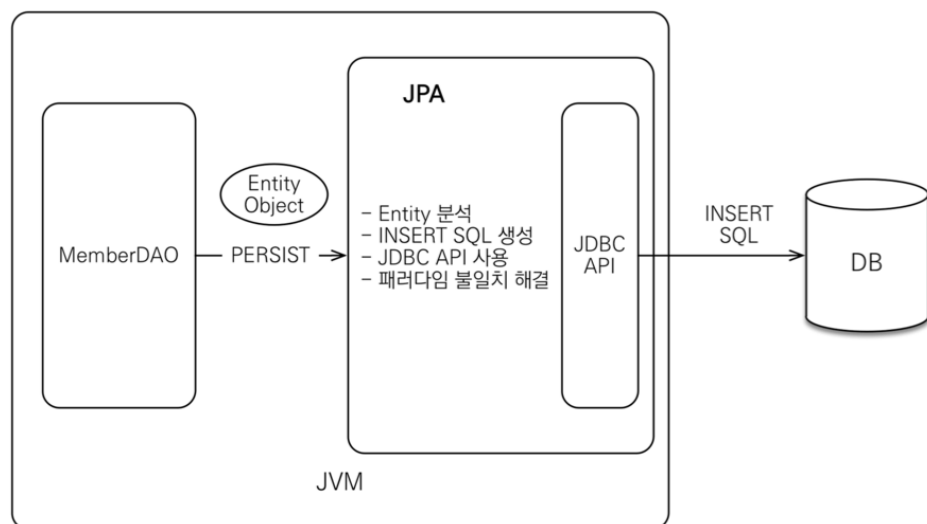 JPA
Entity
Object
MemberDAO
PERSIST
- Entity 분석
- INSERT SQL 생성
- JDBC API 사용
- 패러다임 불일치 해결
JDBC
API
INSERT
SQL
DB
JVM